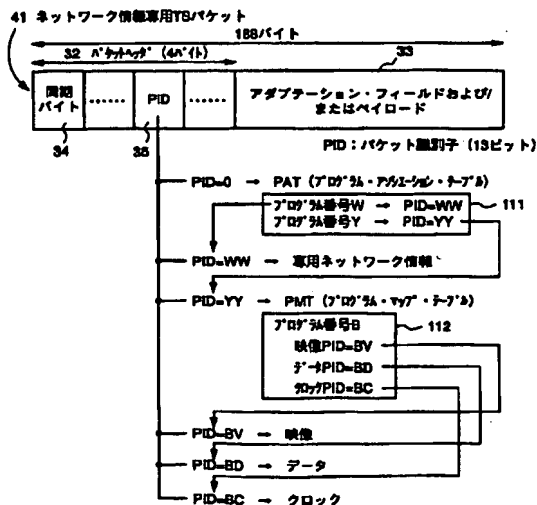 41 ネットワーク情報専用TSパケット
188バイト
32 パケットヘッダ (4バイト)
33
同期バイト
……
PID
……
アダプテーション・フィールドおよび/またはペイロード
34
35
PID：パケット識別子 (13ビット)
PID=0 → PAT (プログラム・アソシエーション・テーブル)
プログラム番号W → PID=WW
プログラム番号Y → PID=YY
111
PID=WW → 専用ネットワーク情報
PID=YY → PMT (プログラム・マップ・テーブル)
プログラム番号B
112
映像PID=BV
データPID=BD
クロックPID=BC
PID=BV → 映像
PID=BD → データ
PID=BC → クロック